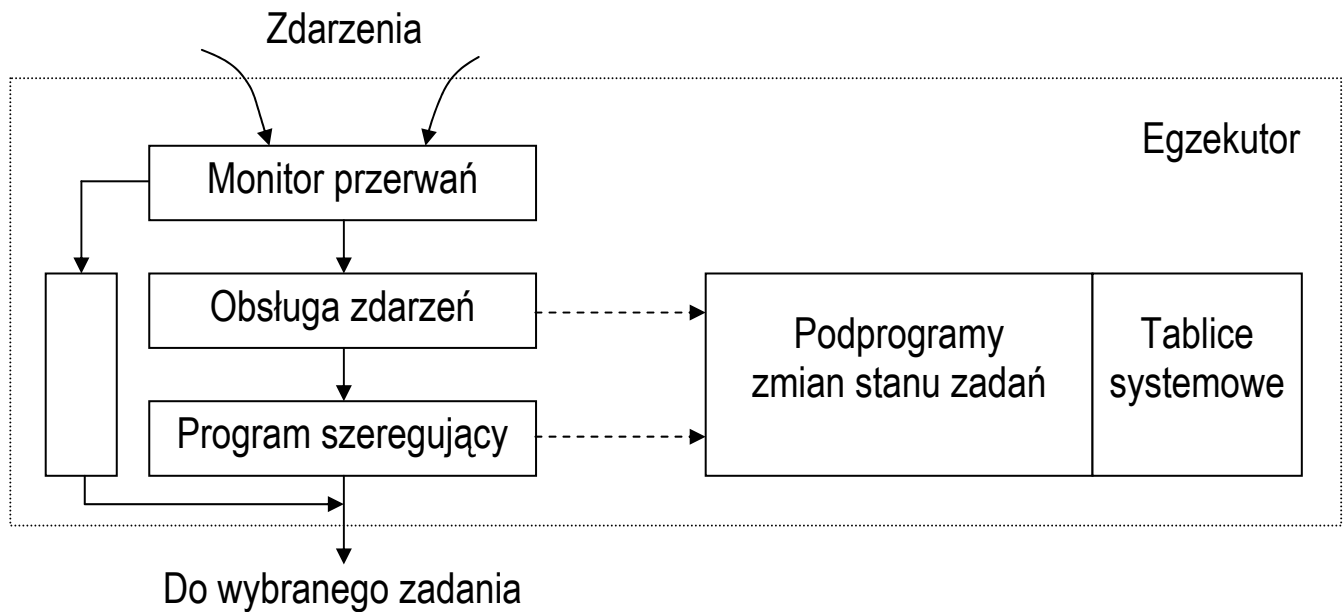 Zdarzenia
Egzekutor
Monitor przerwań
Obsługa zdarzeń
Podprogramy
zmian stanu zadań
Tablice
systemowe
Program szeregujący
Do wybranego zadania